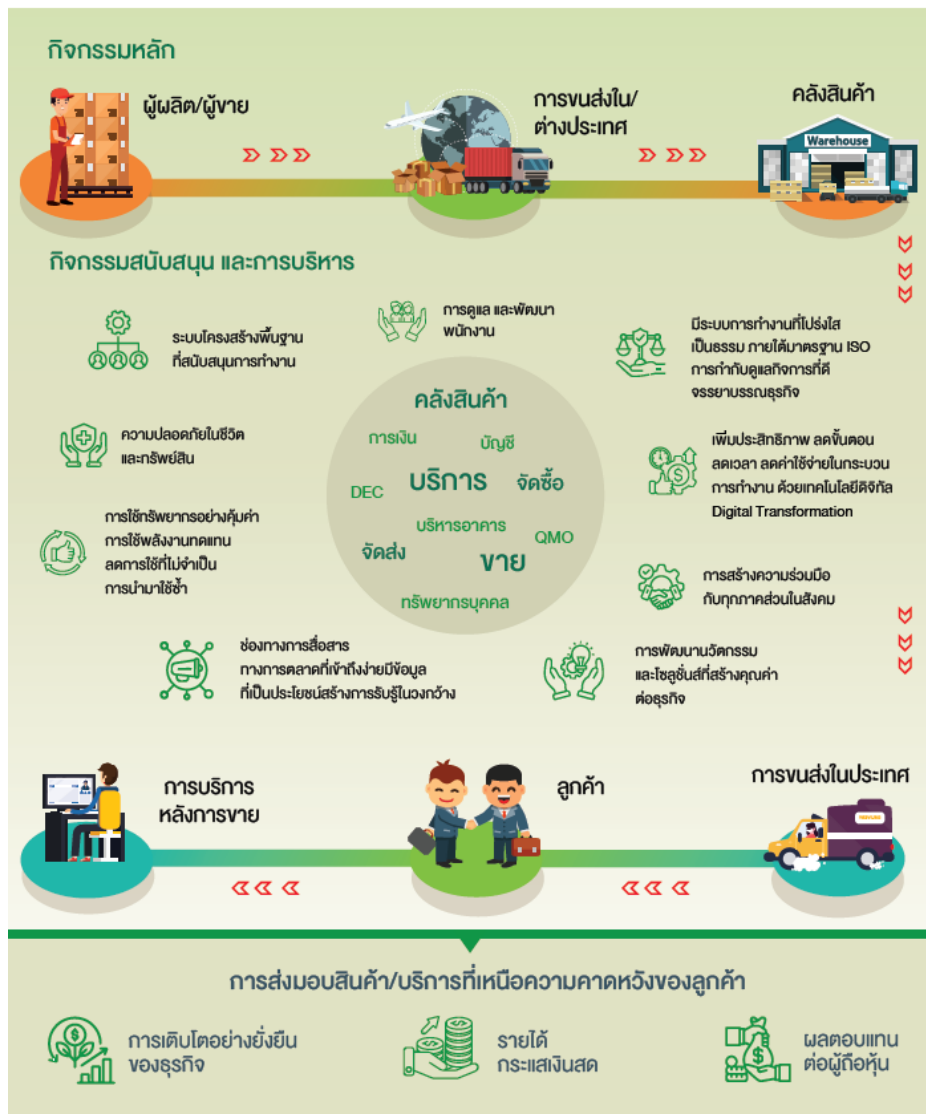 กิจกรรมหลัก
ผู้ผลิต/ผู้ขาย
การขนส่งใน/
ต่างประเทศ
คลังสินค้า
Warehouse
กิจกรรมสนับสนุน และการบริหาร
ระบบโครงสร้างพื้นฐาน
ที่สนับสนุนการทำงาน
การดูแล และพัฒนา
พนักงาน
มีระบบการทำงานที่โปร่งใส
เป็นธรรม ภายใต้มาตรฐาน ISO
การกำกับดูแลกิจการที่ดี
จรรยาบรรณธุรกิจ
ความปลอดภัยในชีวิต
และทรัพย์สิน
คลังสินค้า
การเงิน
บัญชี
DEC
บริการ
จัดซื้อ
บริหารอาคาร
QMO
จัดส่ง
ขาย
ทรัพยากรบุคคล
เพิ่มประสิทธิภาพ ลดขั้นตอน
ลดเวลา ลดค่าใช้จ่ายในกระบวน
การทำงาน ด้วยเทคโนโลยีดิจิทัล
Digital Transformation
การใช้ทรัพยากรอย่างคุ้มค่า
การใช้พลังงานทดแทน
ลดการใช้ที่ไม่จำเป็น
การนำมาใช้ซ้ำ
การสร้างความร่วมมือ
กับทุกภาคส่วนในสังคม
ช่องทางการสื่อสาร
ทางการตลาดที่เข้าถึงง่ายมีข้อมูล
ที่เป็นประโยชน์สร้างการรับรู้ในวงกว้าง
การพัฒนานวัตกรรม
และโซลูชั่นส์ที่สร้างคุณค่า
ต่อธุรกิจ
การบริการ
หลังการขาย
ลูกค้า
การขนส่งในประเทศ
การส่งมอบสินค้า/บริการที่เหนือความคาดหวังของลูกค้า
การเติบโตอย่างยั่งยืน
ของธุรกิจ
รายได้
กระแสเงินสด
ผลตอบแทน
ต่อผู้ถือหุ้น